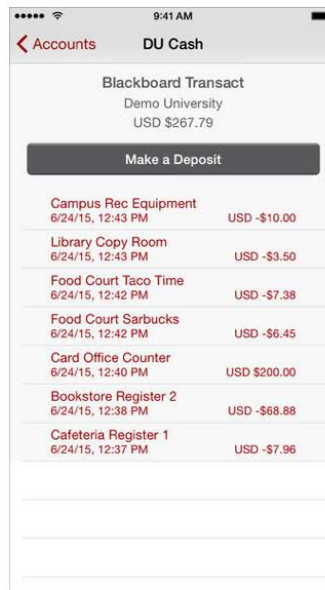 9:41 AM
Accounts
DU Cash
Blackboard Transact
Demo University
USD $267.79
Make a Deposit
Campus Rec Equipment
6/24/15, 12:43 PM USD -$10.00
Library Copy Room
6/24/15, 12:43 PM USD -$3.50
Food Court Taco Time
6/24/15, 12:42 PM USD -$7.38
Food Court Sarbucks
6/24/15, 12:42 PM USD -$6.45
Card Office Counter
6/24/15, 12:40 PM USD $200.00
Bookstore Register 2
6/24/15, 12:38 PM USD -$68.88
Cafeteria Register 1
6/24/15, 12:37 PM USD -$7.96